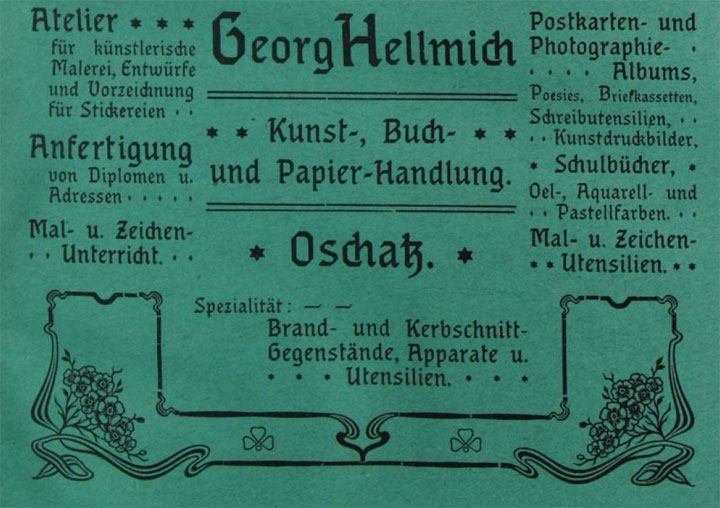 Atelier * * *
für künstlerische
Malerei, Entwürfe
und Vorzeichnung
für Stickereien · ·
Anfertigung
von Diplomen u.
Adressen · · · · ·
Mal- u. Zeichen-
· · Unterricht. · ·
Georg Hellmich
* * Kunst-, Buch- * *
und Papier-Handlung.
* Oschatz. *
Spezialität: — —
Brand- und Kerbschnitt-
Gegenstände, Apparate u.
· · · Utensilien. · · ·
Postkarten- und
Photographie- ·
· · · · Albums,
Poesies, Briefkassetten,
Schreibutensilien, · ·
· · Kunstdruckbilder,
* Schulbücher, *
Oel-, Aquarell- und
· · Pastellfarben. · ·
Mal- u. Zeichen-
* * Utensilien. * *